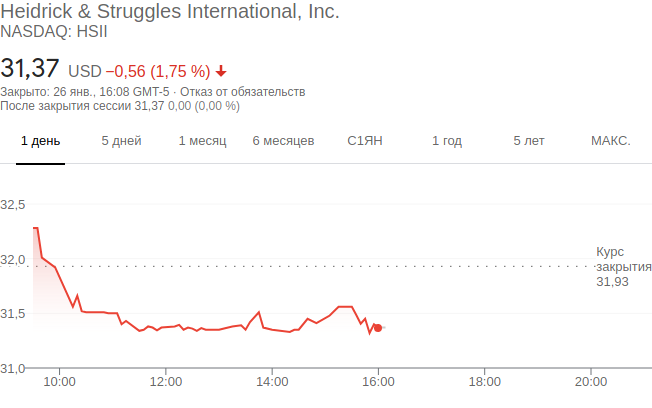 Heidrick & Struggles International, Inc.
NASDAQ: HSII
31,37 USD −0,56 (1,75 %)
Закрыто: 26 янв., 16:08 GMT-5 · Отказ от обязательств
После закрытия сессии 31,37 0,00 (0,00 %)
1 день 5 дней 1 месяц 6 месяцев С1ЯН 1 год 5 лет МАКС.
32,5
32,0
31,5
31,0
Курс
закрытия
31,93
10:00 12:00 14:00 16:00 18:00 20:00